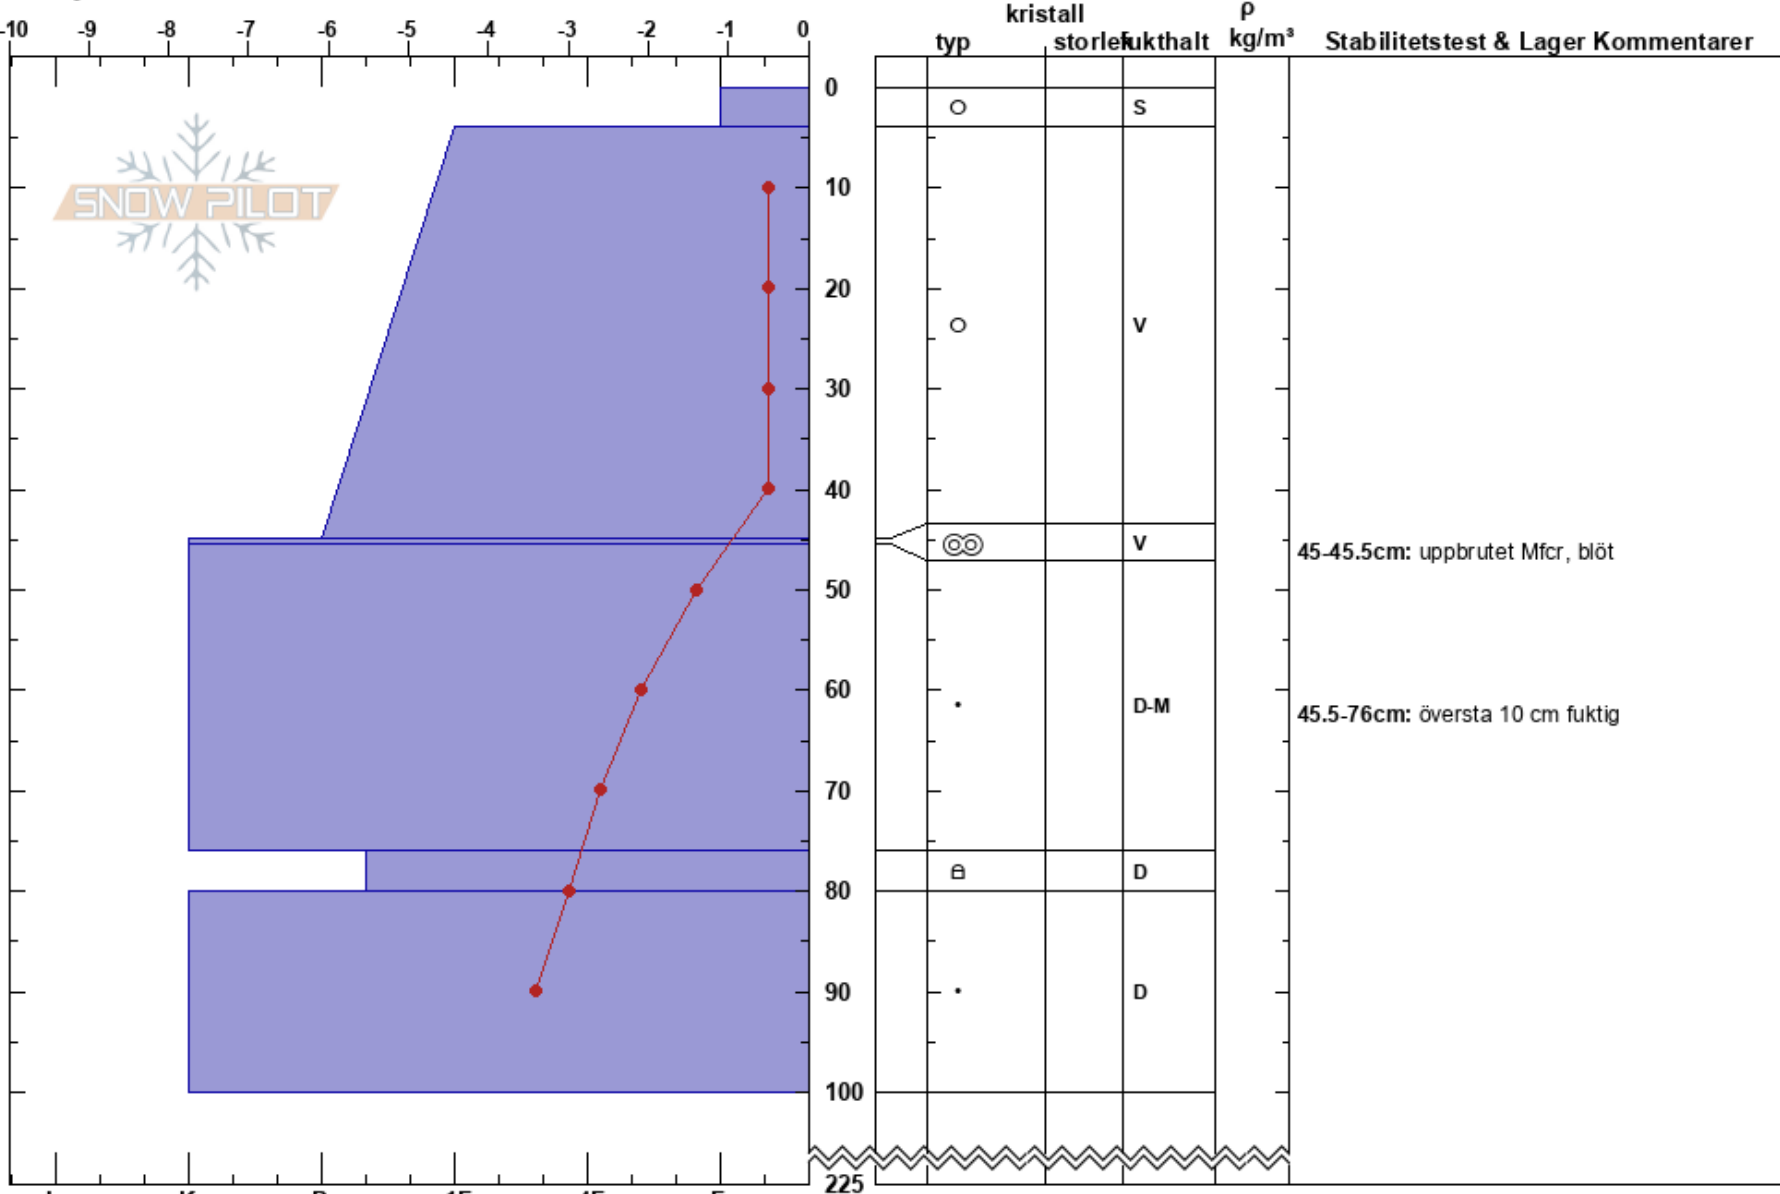 kristall ρ
-10 -9 -8 -7 -6 -5 -4 -3 -2 -1 0 typ storlek fukthalt kg/m³ Stabilitetstest & Lager Kommentarer
0 S
SNOW PILOT
10
20
V
30
40
V
45-45.5cm: uppbrutet Mfcr, blöt
50
60
D-M
45.5-76cm: översta 10 cm fuktig
70
D
80
90 D
100
225